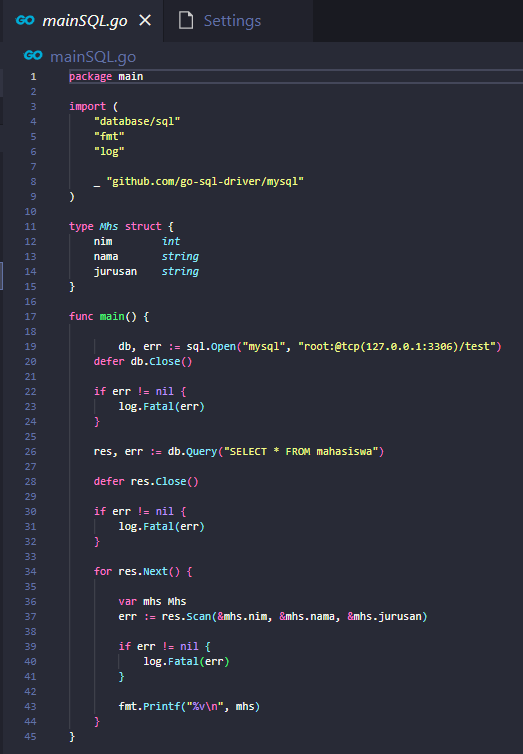 GO mainSQL.go × Settings
GO mainSQL.go
1 package main
2
3 import (
4     "database/sql"
5     "fmt"
6     "log"
7
8     _ "github.com/go-sql-driver/mysql"
9 )
10
11 type Mhs struct {
12     nim     int
13     nama    string
14     jurusan string
15 }
16
17 func main() {
18
19         db, err := sql.Open("mysql", "root:@tcp(127.0.0.1:3306)/test")
20     defer db.Close()
21
22     if err != nil {
23         log.Fatal(err)
24     }
25
26     res, err := db.Query("SELECT * FROM mahasiswa")
27
28     defer res.Close()
29
30     if err != nil {
31         log.Fatal(err)
32     }
33
34     for res.Next() {
35
36         var mhs Mhs
37         err := res.Scan(&mhs.nim, &mhs.nama, &mhs.jurusan)
38
39         if err != nil {
40             log.Fatal(err)
41         }
42
43         fmt.Printf("%v\n", mhs)
44     }
45 }